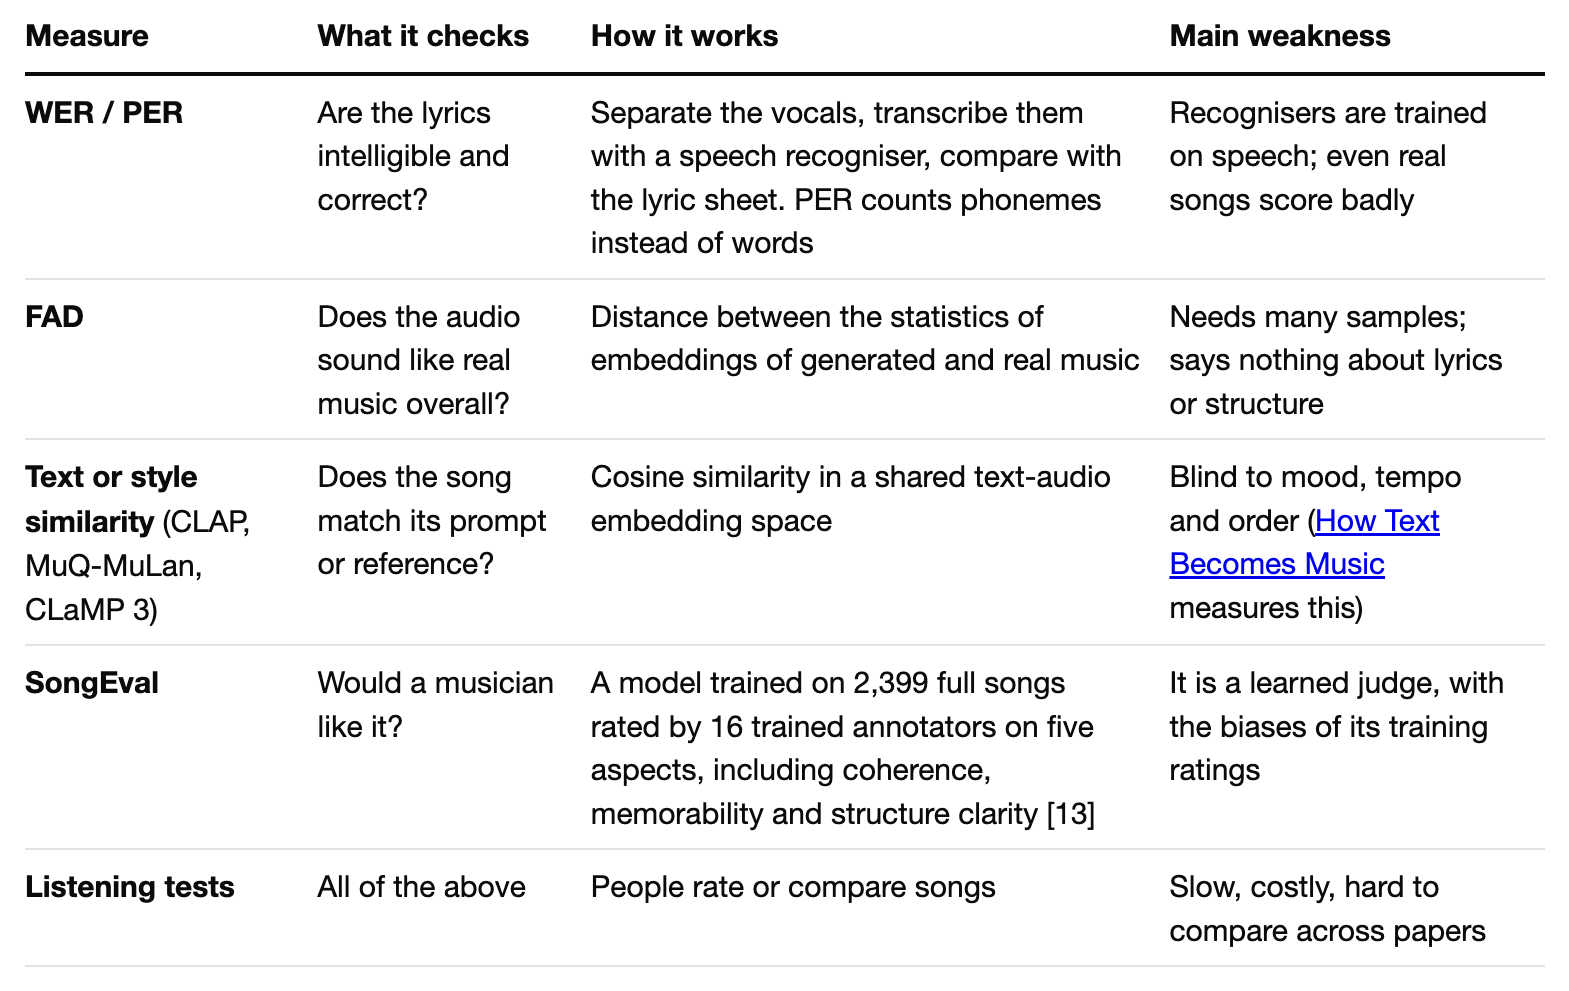 Measure What it checks How it works Main weakness
WER / PER
Are the lyrics
intelligible and
correct?
Separate the vocals, transcribe them
with a speech recogniser, compare with
the lyric sheet. PER counts phonemes
instead of words
Recognisers are trained
on speech; even real
songs score badly
FAD
Does the audio
sound like real
music overall?
Distance between the statistics of
embeddings of generated and real music
Needs many samples;
says nothing about lyrics
or structure
Text or style
similarity (CLAP,
MuQ-MuLan,
CLaMP 3)
Does the song
match its prompt
or reference?
Cosine similarity in a shared text-audio
embedding space
Blind to mood, tempo
and order (How Text
Becomes Music
measures this)
SongEval
Would a musician
like it?
A model trained on 2,399 full songs
rated by 16 trained annotators on five
aspects, including coherence,
memorability and structure clarity [13]
It is a learned judge, with
the biases of its training
ratings
Listening tests
All of the above
People rate or compare songs
Slow, costly, hard to
compare across papers